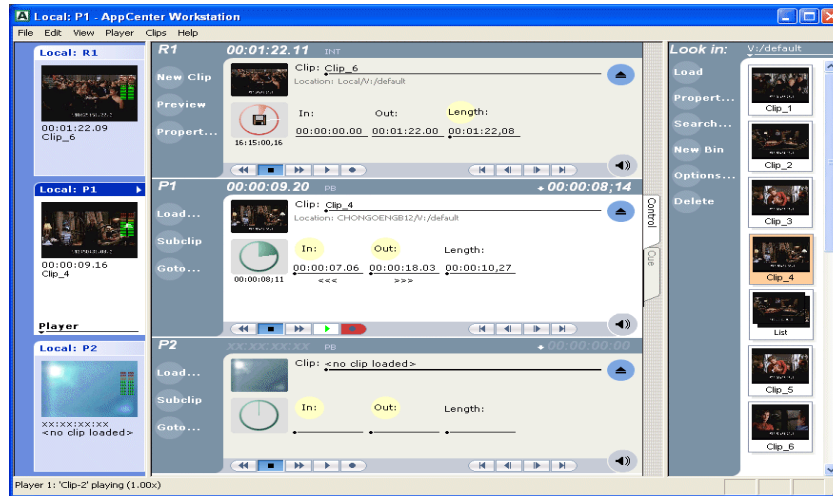 Local: P1 - AppCenter Workstation
File Edit View Player Clips Help
Local: R1
00:01:22.09
Clip_6
Local: P1
00:00:09.16
Clip_4
Player
Local: P2
xx:xx:xx:xx
<no clip loaded>
R1 00:01:22.11 INT
New Clip
Preview
Propert...
Clip: Clip_6
Location: Local/V:/default
In: Out: Length:
00:00:00.00 00:01:22.00 00:01:22,08
16:15:00,16
P1 00:00:09.20 PB + 00:00:08;14
Load...
Subclip
Goto...
Clip: Clip_4
Location: CHONGOENGB12/V:/default
In: Out: Length:
00:00:07.06 00:00:18.03 00:00:10,27
<<< >>>
00:00:08;11
P2 xx:xx:xx:xx PB + 00:00:00:00
Load...
Subclip
Goto...
Clip: <no clip loaded>
In: Out: Length:
Control
Cue
Look in: V:/default
Load
Propert...
Search...
New Bin
Options...
Delete
Clip_1
Clip_2
Clip_3
Clip_4
List
Clip_5
Clip_6
Player 1: 'Clip-2' playing (1.00x)